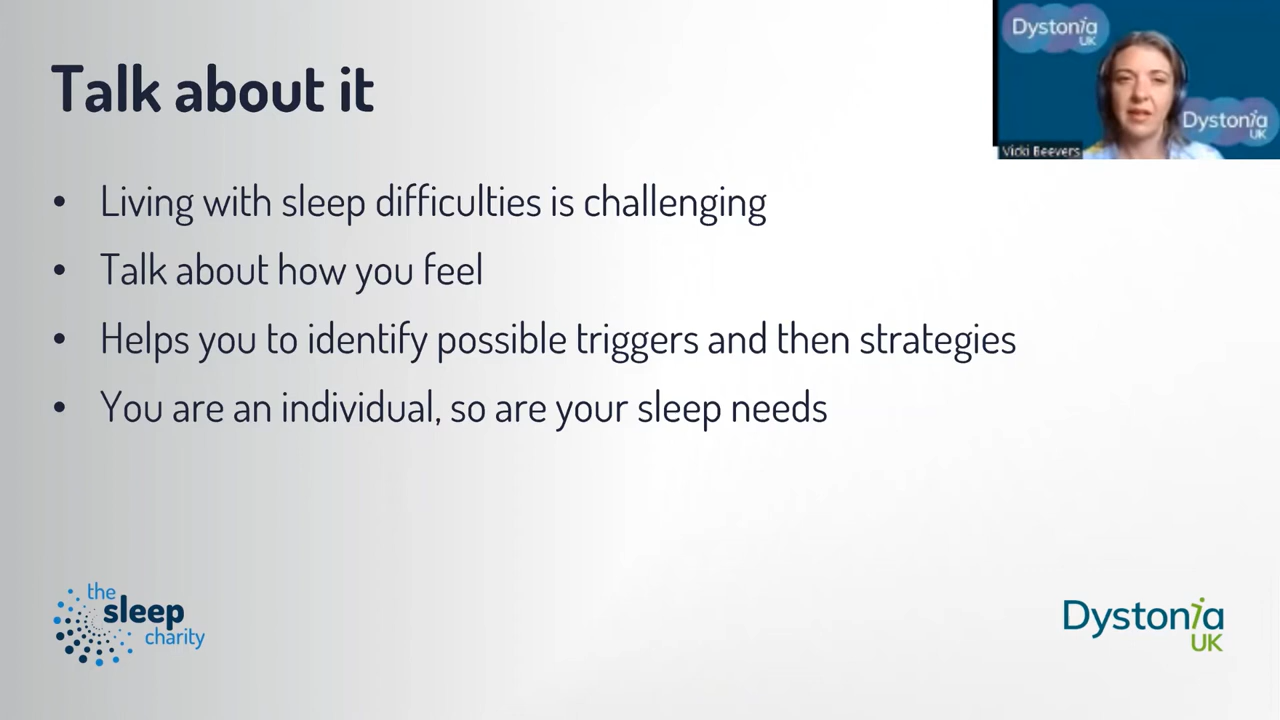 Talk about it
• Living with sleep difficulties is challenging
• Talk about how you feel
• Helps you to identify possible triggers and then strategies
• You are an individual, so are your sleep needs
the
sleep
charity
Dystonia
UK
Dystonia
UK
Dystonia
UK
Vicki Beevers